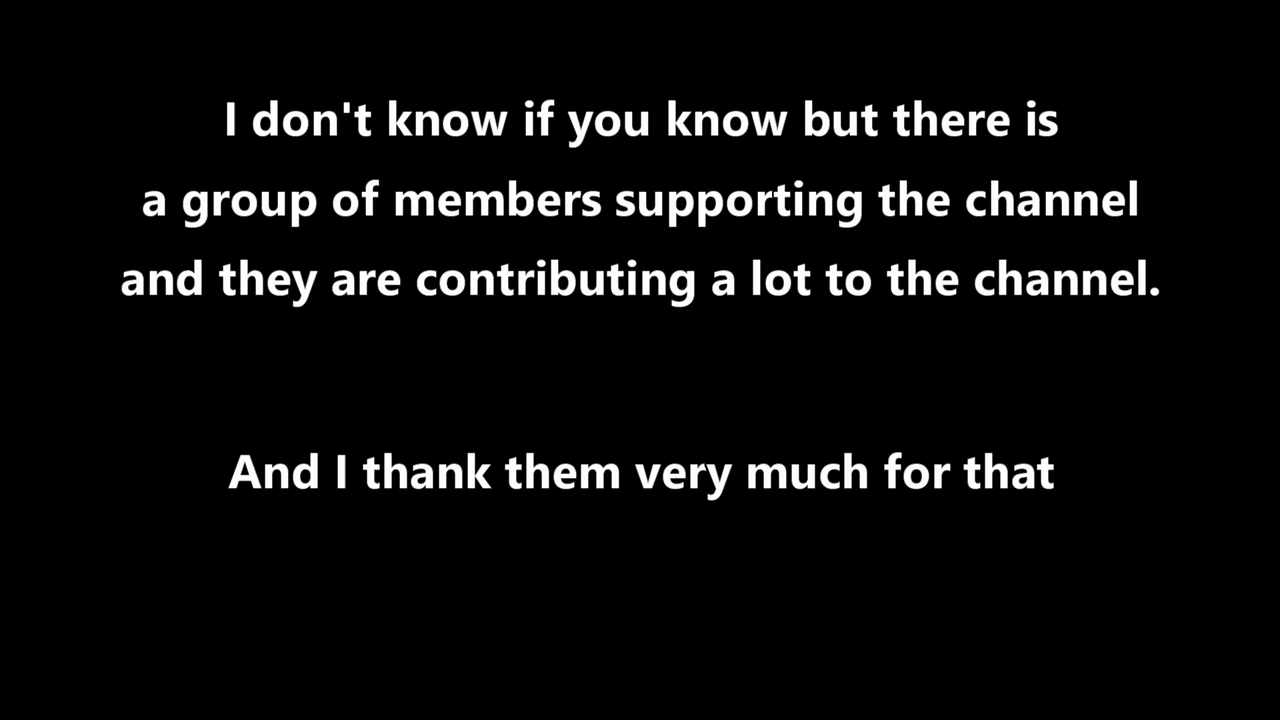 I don't know if you know but there is
a group of members supporting the channel
and they are contributing a lot to the channel.
And I thank them very much for that